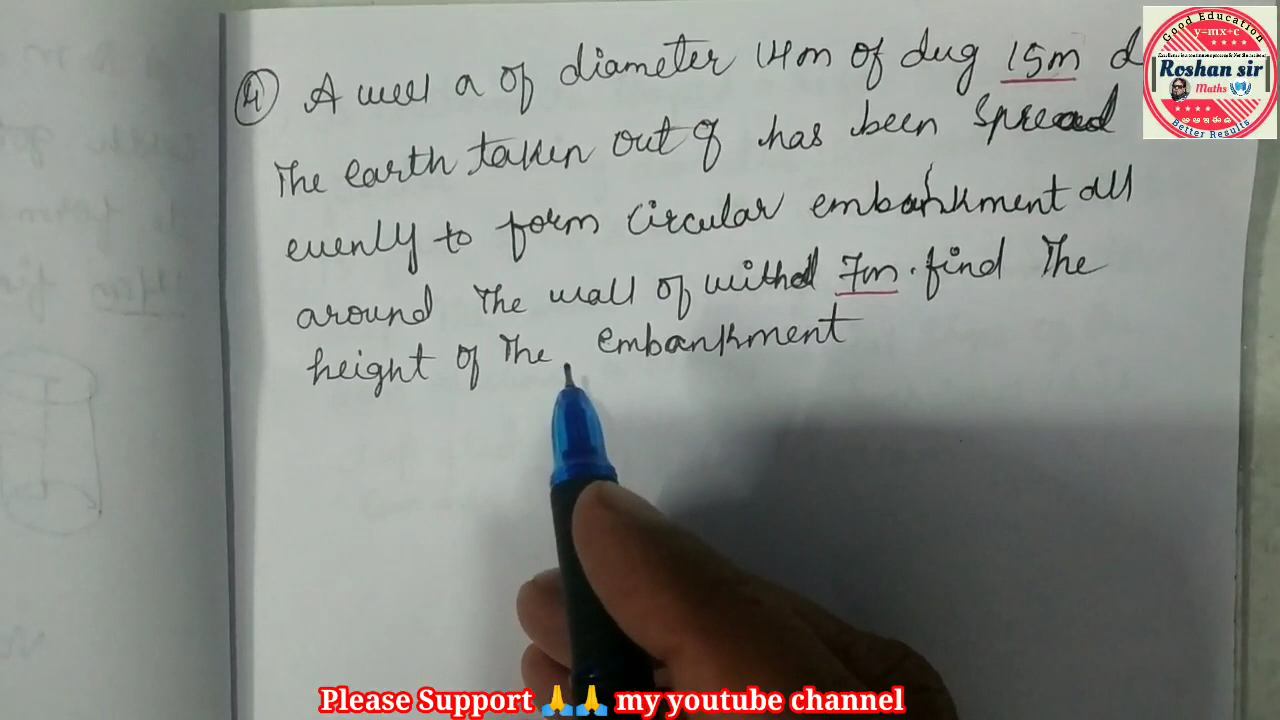 ④ A well a of diameter 14m of dug 15m d
The earth taken out of has been Spread
evenly to form circular embankment all
around The wall of withd 7m. find The
height of The embankment
Good Education
y=mx+c
Roshan sir
Maths
Better Results
Please Support 🙏🙏 my youtube channel